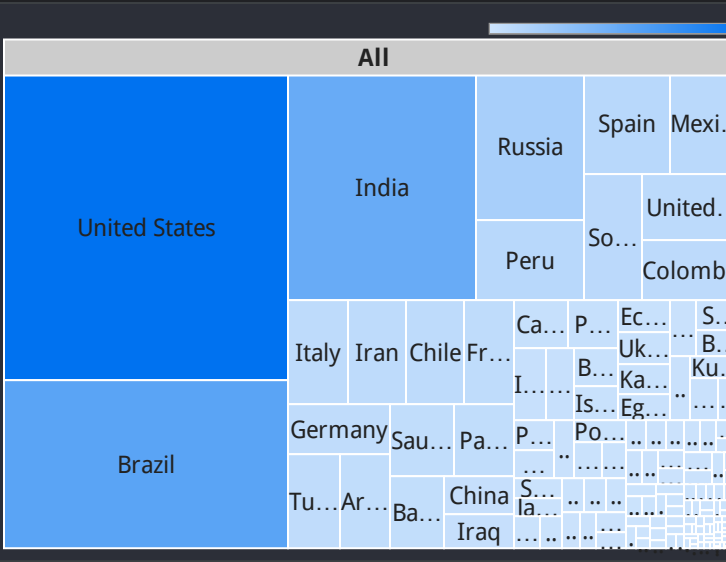 All
United States
India
Russia
Spain
Mexi.
Peru
So...
United.
Colomb
Brazil
Italy
Iran
Chile
Fr...
Ca...
P...
Ec...
...
S..
B..
Uk...
Ku.
I...
...
B...
Ka...
..
...
Is...
Eg...
Germany
Sau...
Pa...
P...
..
Po...
...
Tu...
Ar...
Ba...
China
S...
Ia...
Iraq